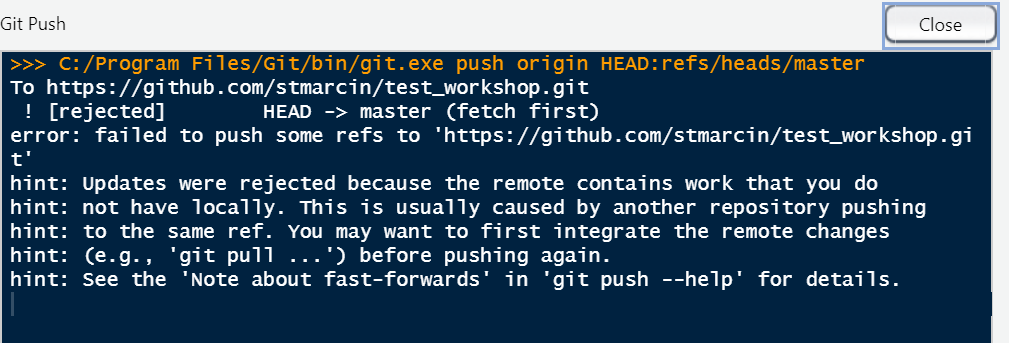 Git Push
Close
>>> C:/Program Files/Git/bin/git.exe push origin HEAD:refs/heads/master
To https://github.com/stmarcin/test_workshop.git
 ! [rejected]        HEAD -> master (fetch first)
error: failed to push some refs to 'https://github.com/stmarcin/test_workshop.gi
t'
hint: Updates were rejected because the remote contains work that you do
hint: not have locally. This is usually caused by another repository pushing
hint: to the same ref. You may want to first integrate the remote changes
hint: (e.g., 'git pull ...') before pushing again.
hint: See the 'Note about fast-forwards' in 'git push --help' for details.